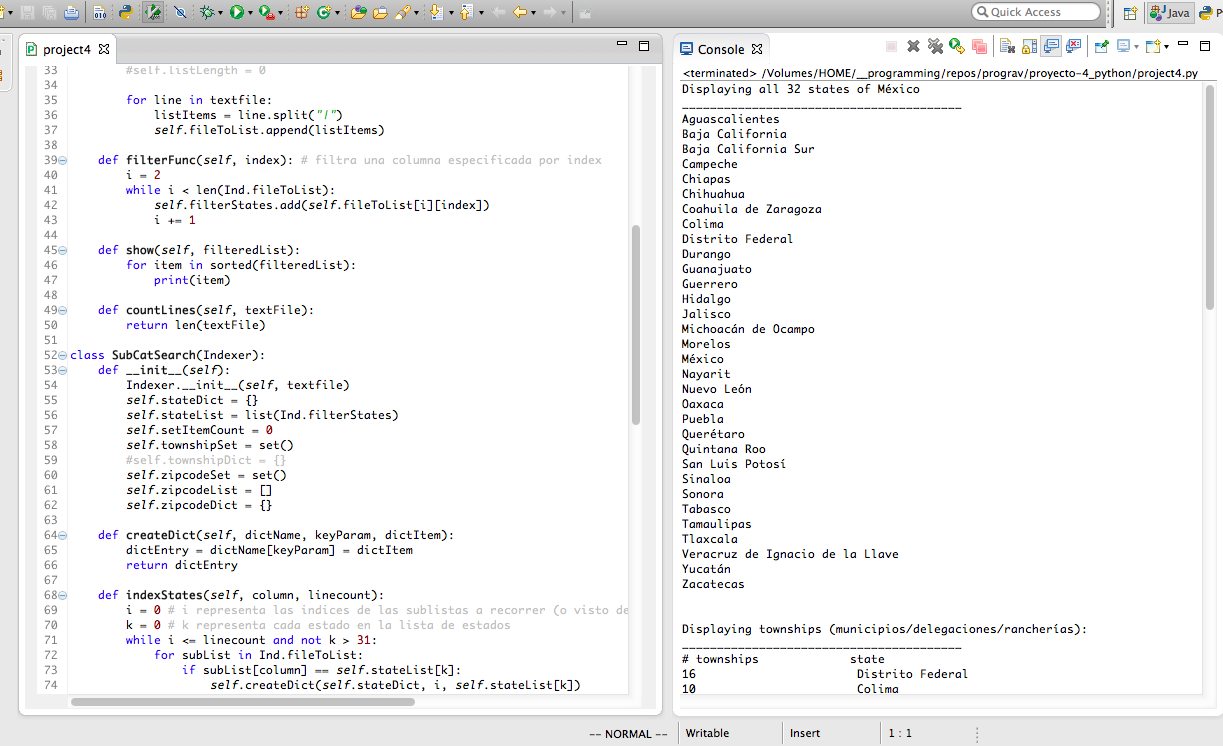 Quick Access
Java
project4
33 #self.listLength = 0
34
35 for line in textfile:
36 listItems = line.split("|")
37 self.fileToList.append(listItems)
38
39 def filterFunc(self, index): # filtra una columna especificada por index
40 i = 2
41 while i < len(Ind.fileToList):
42 self.filterStates.add(self.fileToList[i][index])
43 i += 1
44
45 def show(self, filteredList):
46 for item in sorted(filteredList):
47 print(item)
48
49 def countLines(self, textFile):
50 return len(textFile)
51
52 class SubCatSearch(Indexer):
53 def __init__(self):
54 Indexer.__init__(self, textfile)
55 self.stateDict = {}
56 self.stateList = list(Ind.filterStates)
57 self.setItemCount = 0
58 self.townshipSet = set()
59 #self.townshipDict = {}
60 self.zipcodeSet = set()
61 self.zipcodeList = []
62 self.zipcodeDict = {}
63
64 def createDict(self, dictName, keyParam, dictItem):
65 dictEntry = dictName[keyParam] = dictItem
66 return dictEntry
67
68 def indexStates(self, column, linecount):
69 i = 0 # i representa las indices de las sublistas a recorrer (o visto de
70 k = 0 # k representa cada estado en la lista de estados
71 while i <= linecount and not k > 31:
72 for subList in Ind.fileToList:
73 if subList[column] == self.stateList[k]:
74 self.createDict(self.stateDict, i, self.stateList[k])
Console
<terminated> /Volumes/HOME/__programming/repos/prograv/proyecto-4_python/project4.py
Displaying all 32 states of México
________________________________________
Aguascalientes
Baja California
Baja California Sur
Campeche
Chiapas
Chihuahua
Coahuila de Zaragoza
Colima
Distrito Federal
Durango
Guanajuato
Guerrero
Hidalgo
Jalisco
Michoacán de Ocampo
Morelos
México
Nayarit
Nuevo León
Oaxaca
Puebla
Querétaro
Quintana Roo
San Luis Potosí
Sinaloa
Sonora
Tabasco
Tamaulipas
Tlaxcala
Veracruz de Ignacio de la Llave
Yucatán
Zacatecas
Displaying townships (municipios/delegaciones/rancherías):
________________________________________
# townships state
16 Distrito Federal
10 Colima
-- NORMAL -- Writable Insert 1 : 1